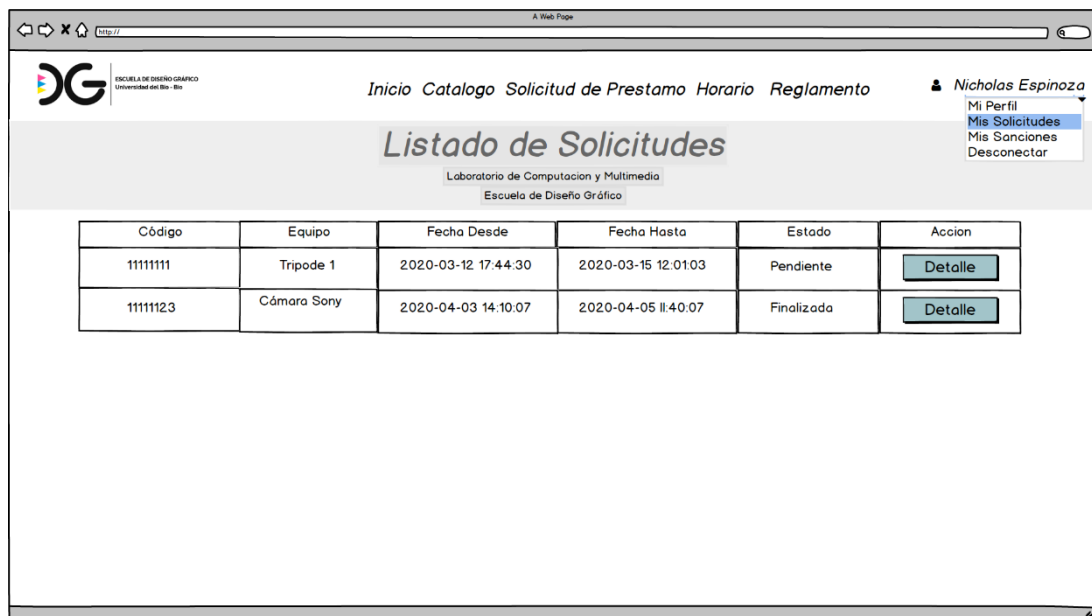 A Web Page
http://
DG
ESCUELA DE DISEÑO GRÁFICO
Universidad del Bío - Bío
Inicio Catalogo Solicitud de Prestamo Horario Reglamento
Nicholas Espinoza
Mi Perfil
Mis Solicitudes
Mis Sanciones
Desconectar
Listado de Solicitudes
Laboratorio de Computacion y Multimedia
Escuela de Diseño Gráfico
Código Equipo Fecha Desde Fecha Hasta Estado Accion
11111111 Tripode 1 2020-03-12 17:44:30 2020-03-15 12:01:03 Pendiente Detalle
11111123 Cámara Sony 2020-04-03 14:10:07 2020-04-05 11:40:07 Finalizada Detalle